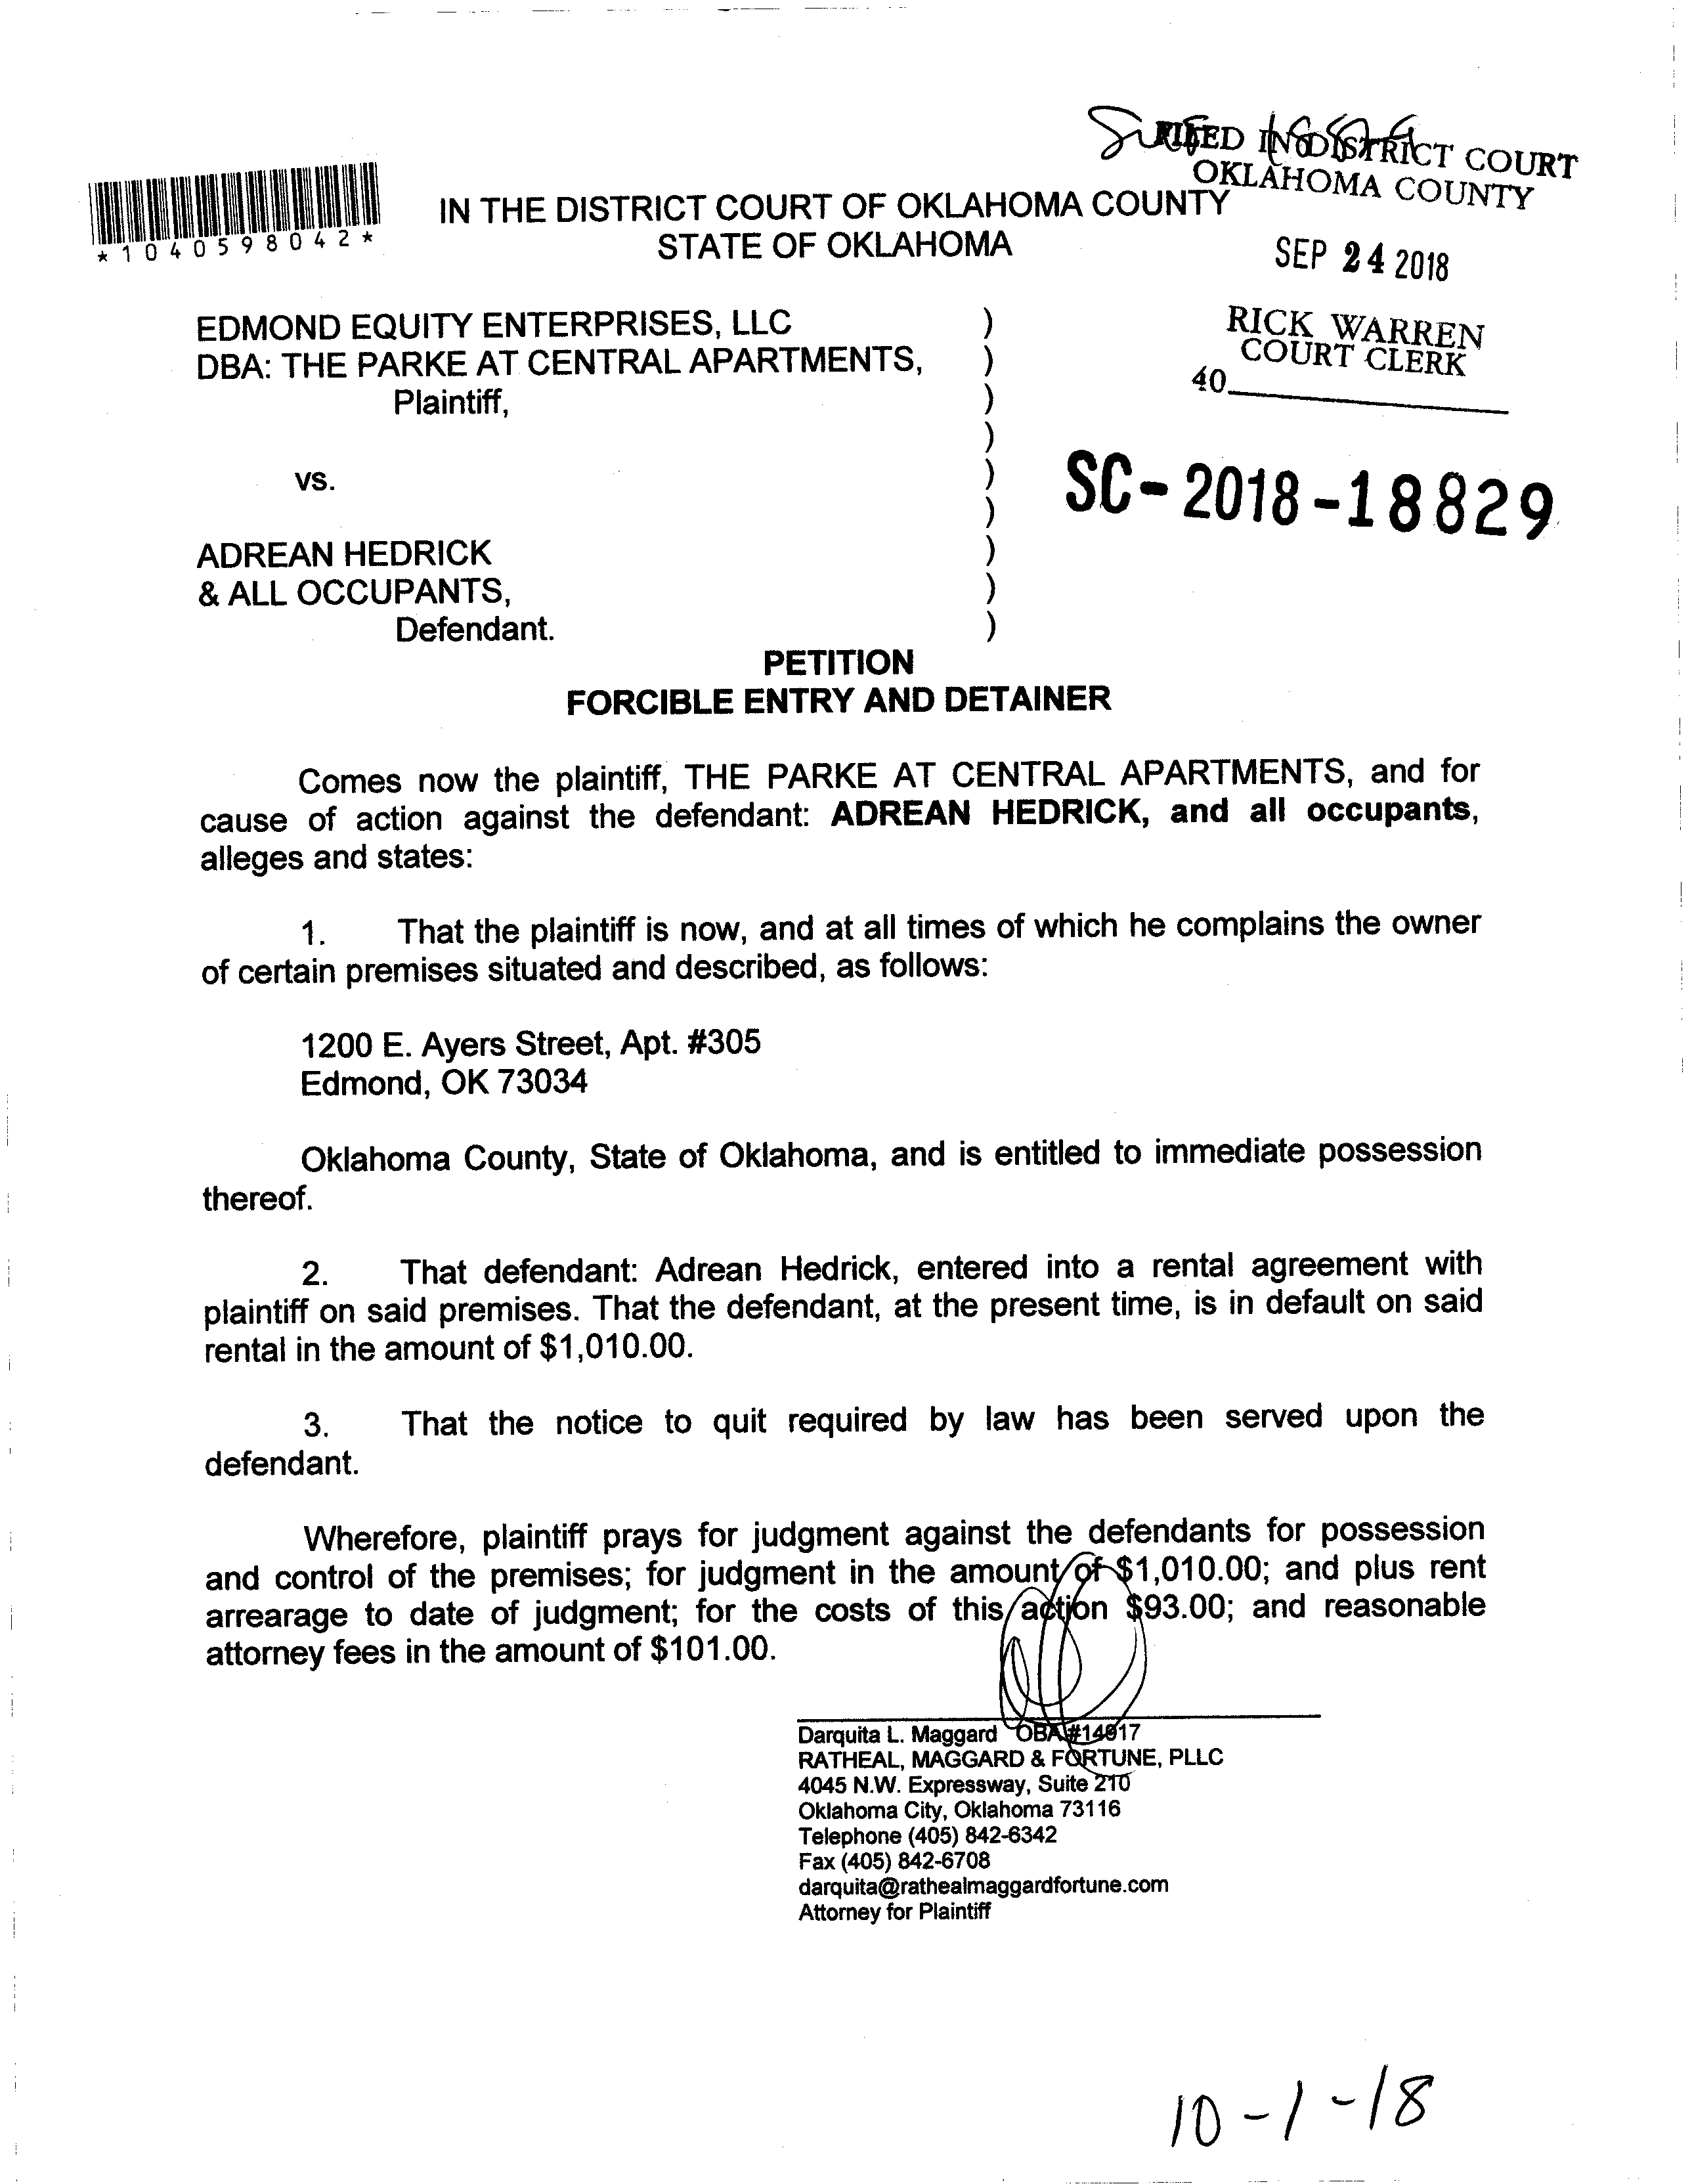 FILED IN DISTRICT COURT
OKLAHOMA COUNTY
*1040598042*
IN THE DISTRICT COURT OF OKLAHOMA COUNTY
STATE OF OKLAHOMA
SEP 24 2018
RICK WARREN
COURT CLERK
40
EDMOND EQUITY ENTERPRISES, LLC )
DBA: THE PARKE AT CENTRAL APARTMENTS, )
Plaintiff, )
)
vs. )
)
ADREAN HEDRICK )
& ALL OCCUPANTS, )
Defendant. )
SC-2018-18829
PETITION
FORCIBLE ENTRY AND DETAINER
Comes now the plaintiff, THE PARKE AT CENTRAL APARTMENTS, and for
cause of action against the defendant: ADREAN HEDRICK, and all occupants,
alleges and states:
1. That the plaintiff is now, and at all times of which he complains the owner
of certain premises situated and described, as follows:
1200 E. Ayers Street, Apt. #305
Edmond, OK 73034
Oklahoma County, State of Oklahoma, and is entitled to immediate possession
thereof.
2. That defendant: Adrean Hedrick, entered into a rental agreement with
plaintiff on said premises. That the defendant, at the present time, is in default on said
rental in the amount of $1,010.00.
3. That the notice to quit required by law has been served upon the
defendant.
Wherefore, plaintiff prays for judgment against the defendants for possession
and control of the premises; for judgment in the amount of $1,010.00; and plus rent
arrearage to date of judgment; for the costs of this action $93.00; and reasonable
attorney fees in the amount of $101.00.
Darquita L. Maggard OBA
RATHEAL, MAGGARD & FORTUNE, PLLC
4045 N.W. Expressway, Suite 210
Oklahoma City, Oklahoma 73116
Telephone (405) 842-6342
Fax (405) 842-6708
darquita@rathealmaggardfortune.com
Attorney for Plaintiff
10-1-18